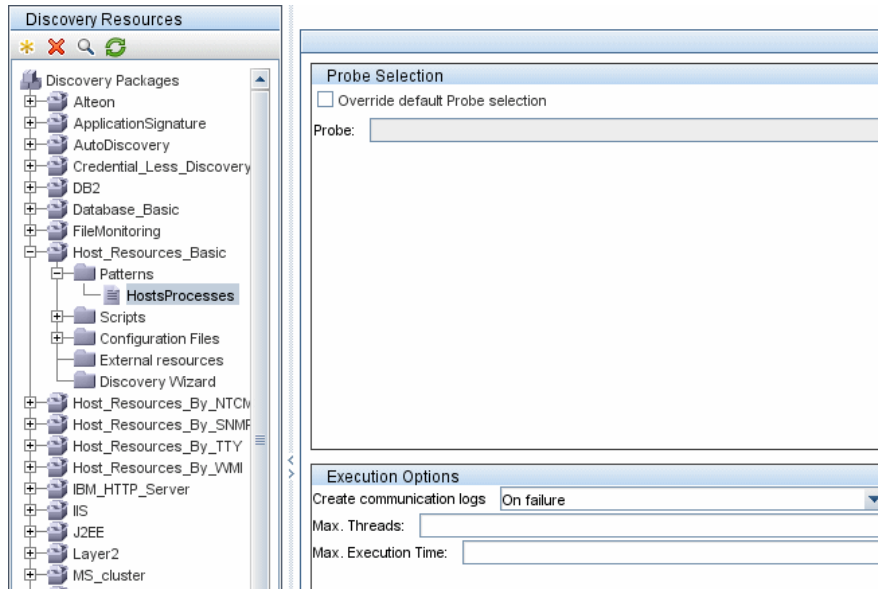 Discovery Resources
Discovery Packages
Alteon
ApplicationSignature
AutoDiscovery
Credential_Less_Discovery
DB2
Database_Basic
FileMonitoring
Host_Resources_Basic
Patterns
HostsProcesses
Scripts
Configuration Files
External resources
Discovery Wizard
Host_Resources_By_NTCM
Host_Resources_By_SNMP
Host_Resources_By_TTY
Host_Resources_By_WMI
IBM_HTTP_Server
IIS
J2EE
Layer2
MS_cluster
Probe Selection
Override default Probe selection
Probe:
Execution Options
Create communication logs On failure
Max. Threads:
Max. Execution Time: